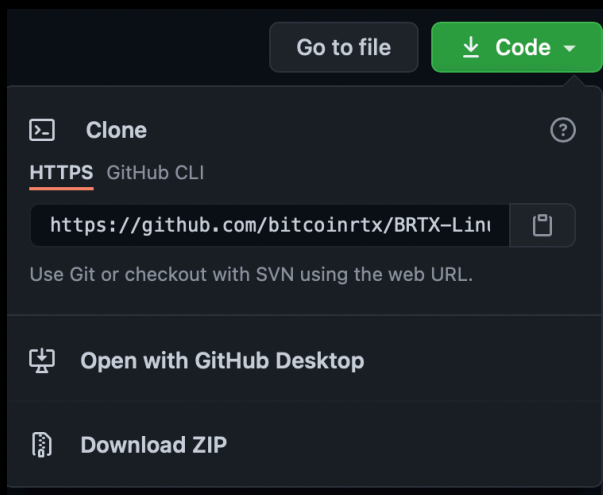 Go to file
Code
Clone
HTTPS GitHub CLI
https://github.com/bitcoinrtx/BRTX-Linu
Use Git or checkout with SVN using the web URL.
Open with GitHub Desktop
Download ZIP